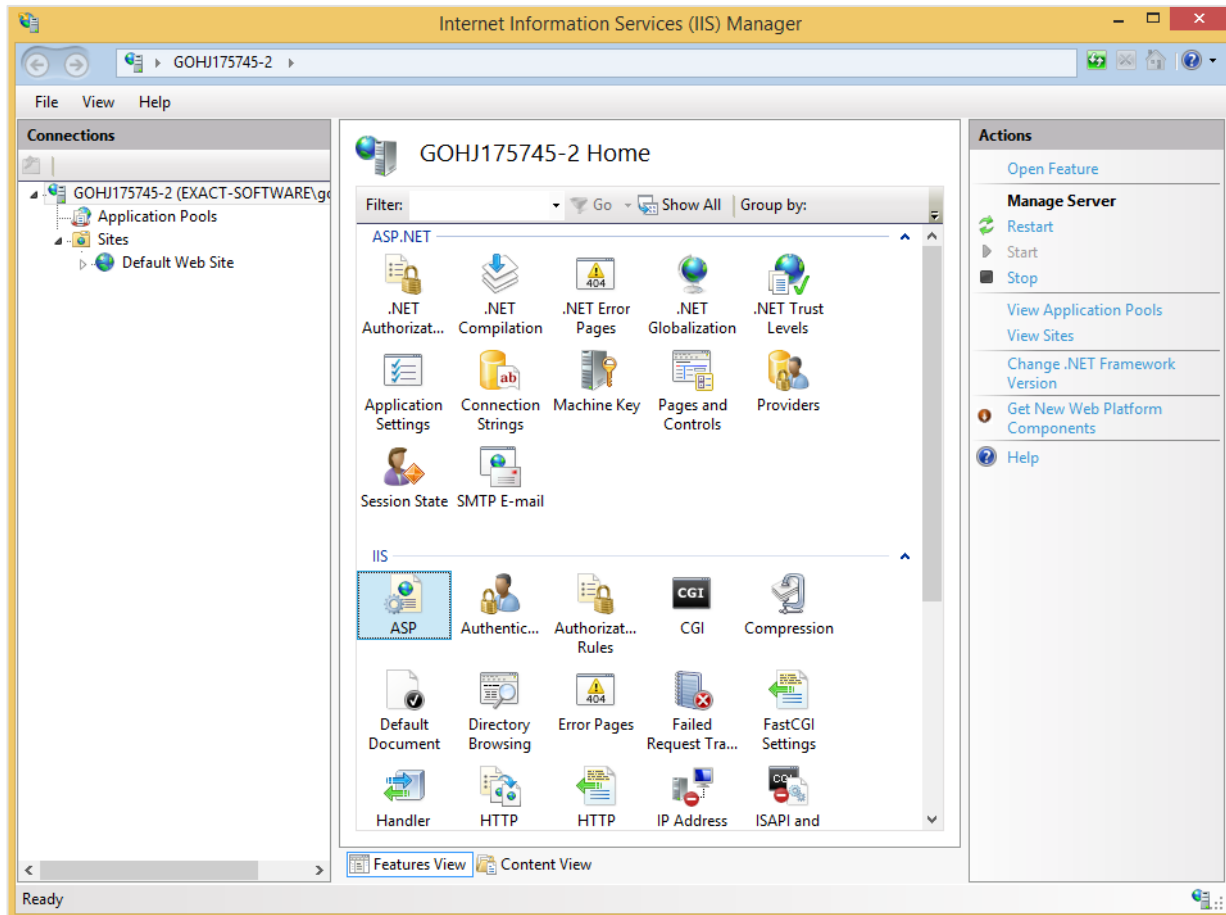 Internet Information Services (IIS) Manager
GOHJ175745-2
File View Help
Connections
GOHJ175745-2 (EXACT-SOFTWARE\g
Application Pools
Sites
Default Web Site
GOHJ175745-2 Home
Filter: Go Show All Group by:
ASP.NET
.NET Authorizat...
.NET Compilation
.NET Error Pages
.NET Globalization
.NET Trust Levels
Application Settings
Connection Strings
Machine Key
Pages and Controls
Providers
Session State
SMTP E-mail
IIS
ASP
Authentic...
Authorizat... Rules
CGI
Compression
Default Document
Directory Browsing
Error Pages
Failed Request Tra...
FastCGI Settings
Handler
HTTP
HTTP
IP Address
ISAPI and
Features View Content View
Actions
Open Feature
Manage Server
Restart
Start
Stop
View Application Pools
View Sites
Change .NET Framework
Version
Get New Web Platform
Components
Help
Ready